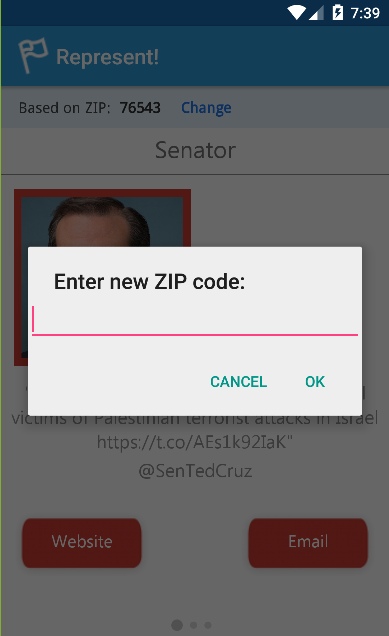 7:39
Represent!
Based on ZIP: 76543 Change
Senator
Enter new ZIP code:
CANCEL OK
victims of Palestinian terrorist attacks in Israel
https://t.co/AEs1k92IaK"
@SenTedCruz
Website Email